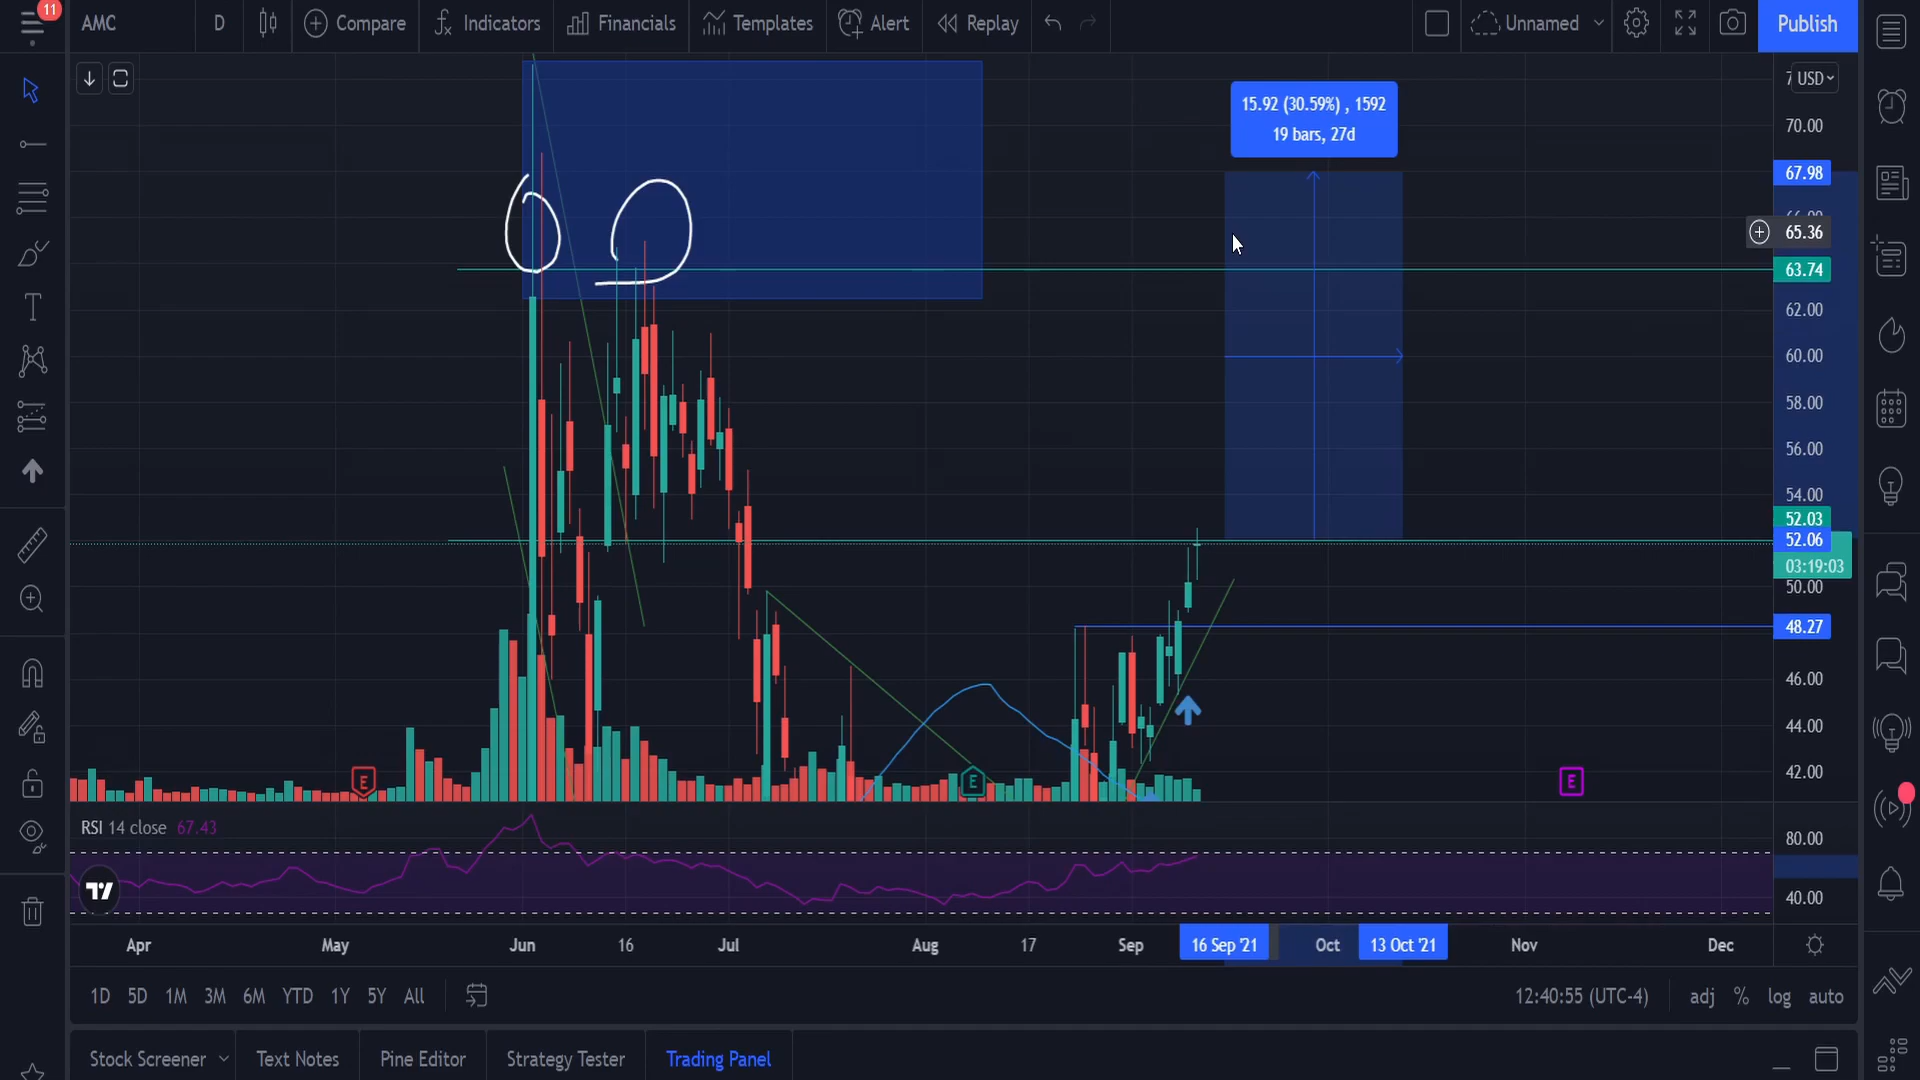 11
AMC D Compare Indicators Financials Templates Alert Replay Unnamed Publish
USD
15.92 (30.59%) , 1592
19 bars, 27d
70.00
67.98
65.36
63.74
62.00
60.00
58.00
56.00
54.00
52.03
52.06
03:19:03
50.00
48.27
46.00
44.00
42.00
E E E
RSI 14 close 67.43
80.00
40.00
Apr May Jun 16 Jul Aug 17 Sep 16 Sep '21 Oct 13 Oct '21 Nov Dec
1D 5D 1M 3M 6M YTD 1Y 5Y All 12:40:55 (UTC-4) adj % log auto
Stock Screener Text Notes Pine Editor Strategy Tester Trading Panel